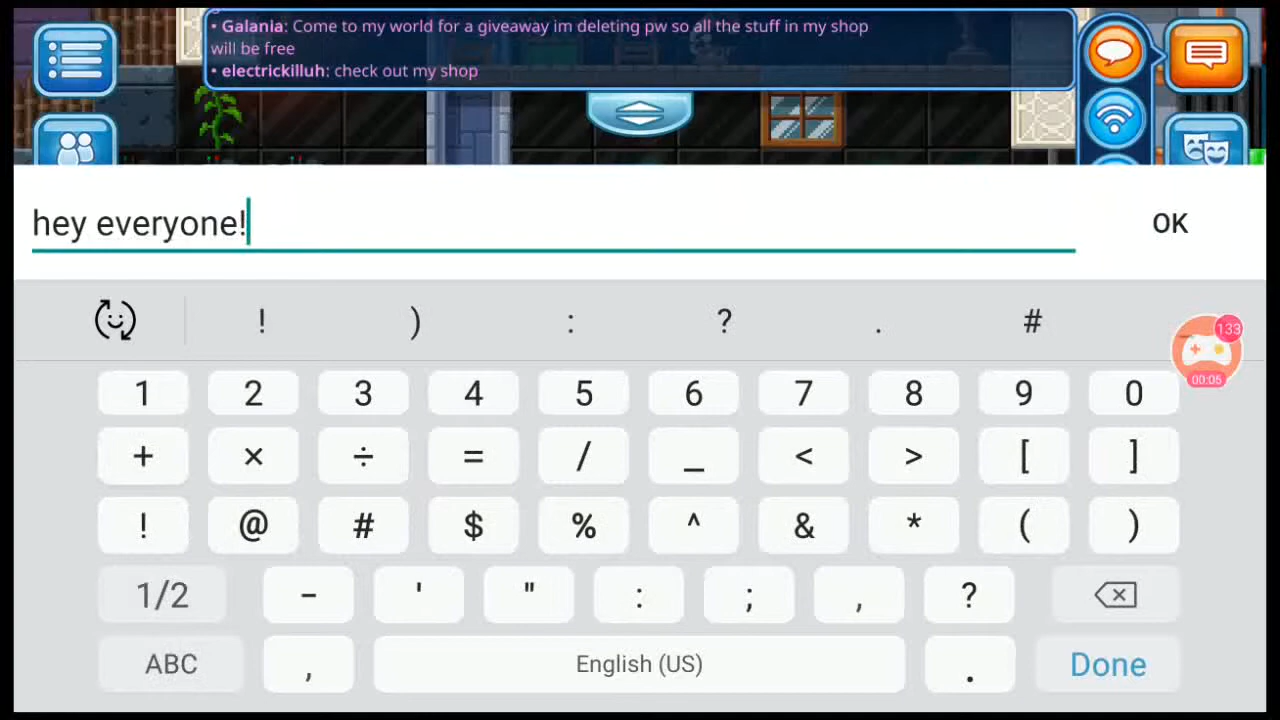 • Galania: Come to my world for a giveaway im deleting pw so all the stuff in my shop
will be free
• electrickilluh: check out my shop
hey everyone!
OK
! ) : ? . #
133
00:05
1 2 3 4 5 6 7 8 9 0
+ × ÷ = / _ < > [ ]
! @ # $ % ^ & * ( )
1/2 - ' " : ; , ?
ABC , English (US) . Done